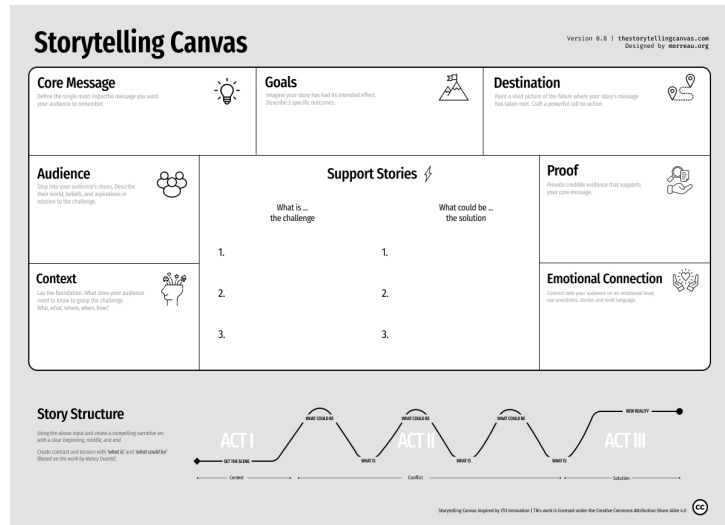 Storytelling Canvas
Version 0.8 | thestorytellingcanvas.com
Designed by morreau.org
Core Message
Define the single most impactful message you want
your audience to remember.
Goals
Imagine your story has had its intended effect.
Describe 3 specific outcomes.
Destination
Paint a vivid picture of the future where your story's message
has taken root. Craft a powerful call-to-action.
Audience
Step into your audience's shoes. Describe
their world, beliefs, and aspirations in
relation to the challenge.
Support Stories
What is ...
the challenge
What could be ...
the solution
1.
1.
2.
2.
3.
3.
Proof
Provide credible evidence that supports
your core message.
Context
Lay the foundation. What does your audience
need to know to grasp the challenge.
Who, what, where, when, how?
Emotional Connection
Connect with your audience on an emotional level,
use anecdotes, stories and vivid language.
Story Structure
Using the above input and create a compelling narrative arc
with a clear beginning, middle, and end.
Create contrast and tension with 'what is' and 'what could be'
(Based on the work by Nancy Duarte).
ACT I
SET THE SCENE
WHAT COULD BE
WHAT IS
WHAT COULD BE
ACT II
WHAT IS
WHAT COULD BE
WHAT IS
NEW REALITY
ACT III
Context
Conflict
Solution
Storytelling Canvas inspired by ITU Innovation | This work is licensed under the Creative Commons Attribution-Share Alike 4.0
cc